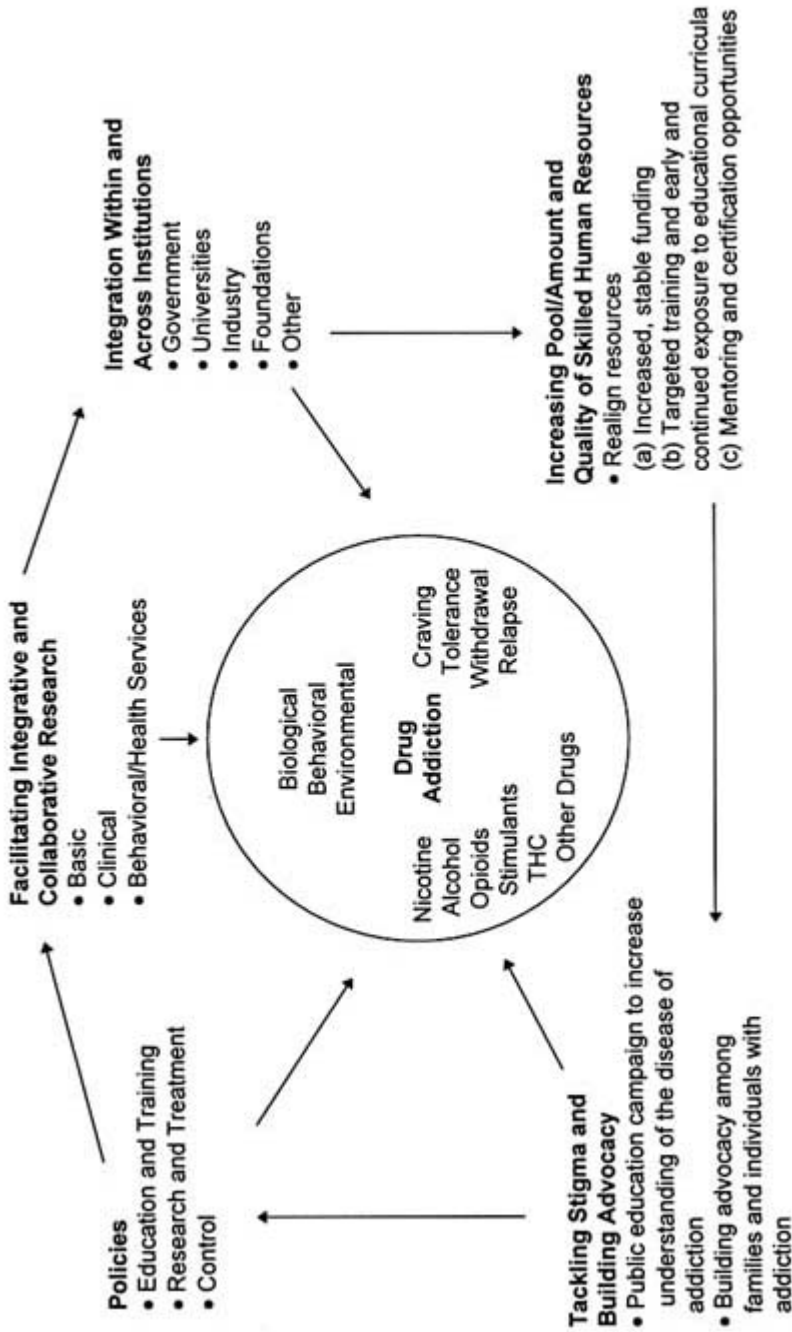 Facilitating Integrative and
Collaborative Research
• Basic
• Clinical
• Behavioral/Health Services
Policies
• Education and Training
• Research and Treatment
• Control
Integration Within and
Across Institutions
• Government
• Universities
• Industry
• Foundations
• Other
Biological
Behavioral
Environmental
Drug
Addiction
Nicotine
Alcohol
Opioids
Stimulants
THC
Other Drugs
Craving
Tolerance
Withdrawal
Relapse
Tackling Stigma and
Building Advocacy
• Public education campaign to increase
understanding of the disease of
addiction
• Building advocacy among
families and individuals with
addiction
Increasing Pool/Amount and
Quality of Skilled Human Resources
• Realign resources
(a) Increased, stable funding
(b) Targeted training and early and
continued exposure to educational curricula
(c) Mentoring and certification opportunities